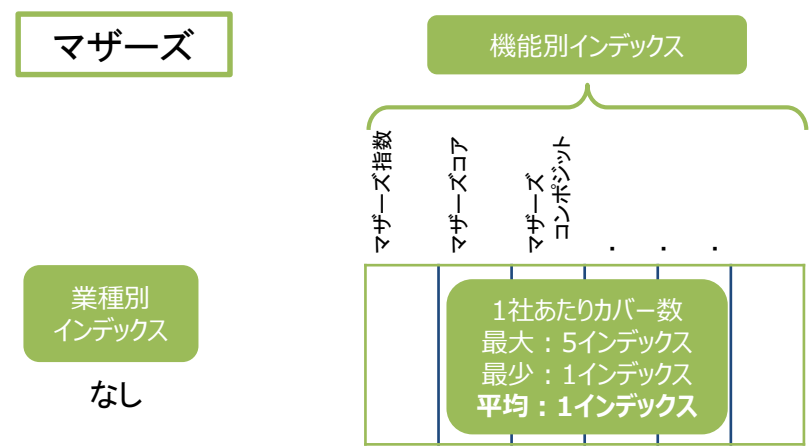 マザーズ
機能別インデックス
マザーズ指数
マザーズコア
マザーズ
コンポジット
・
・
・
業種別
インデックス
なし
1社あたりカバー数
最大：5インデックス
最少：1インデックス
平均：1インデックス